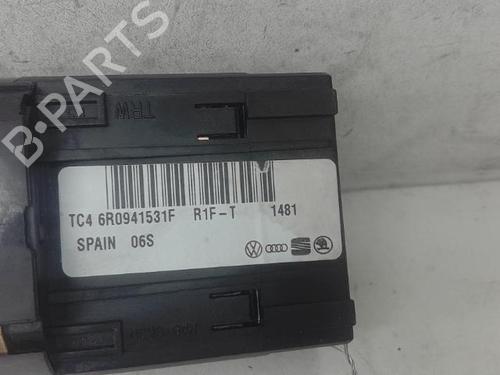 TRW
TC4 6R0941531F R1F-T 1481
SPAIN 06S
B-PARTS